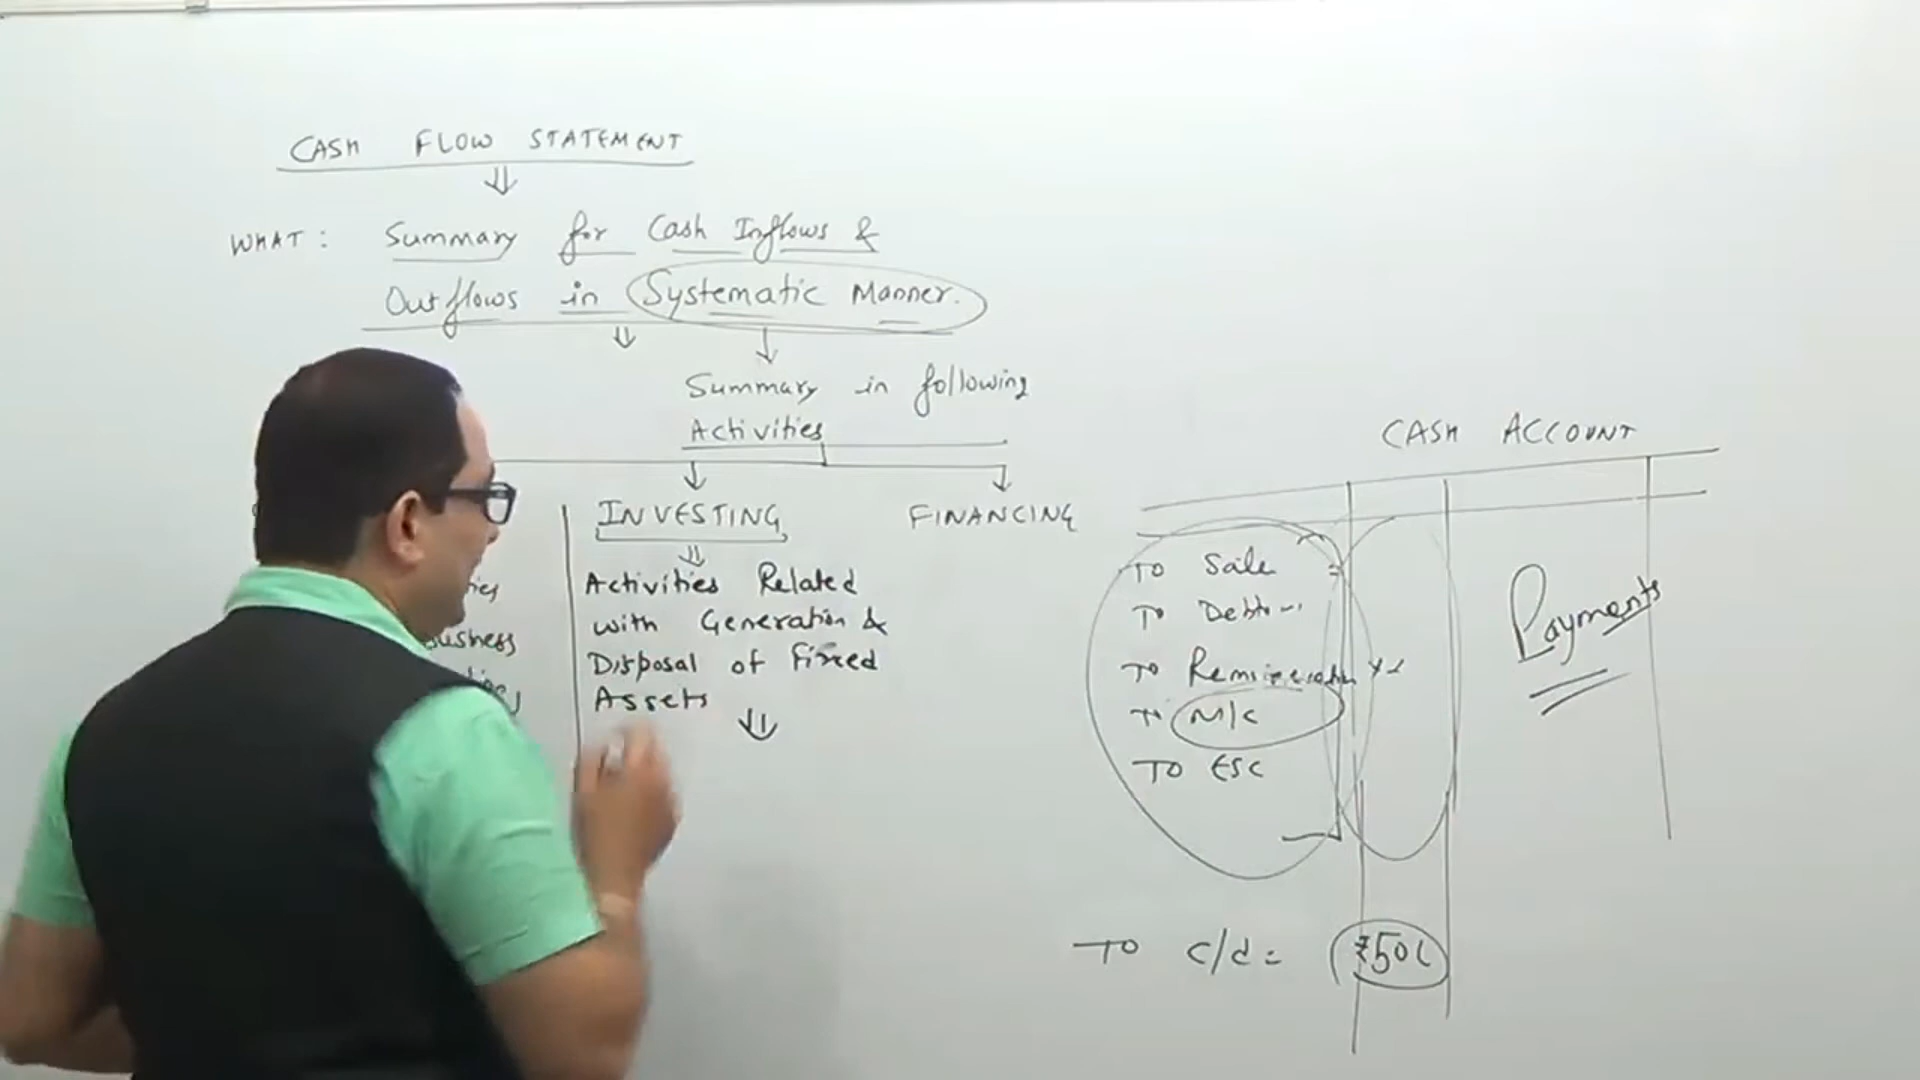 CASH FLOW STATEMENT
WHAT: Summary for Cash Inflows &
Outflows in Systematic Manner.
Summary in following
Activities
INVESTING
FINANCING
Activities Related
with Generation &
Disposal of Fixed
Assets
CASH ACCOUNT
TO Sale
TO
TO
To M/C
TO ESC
Payments
TO c/d = ₹50L